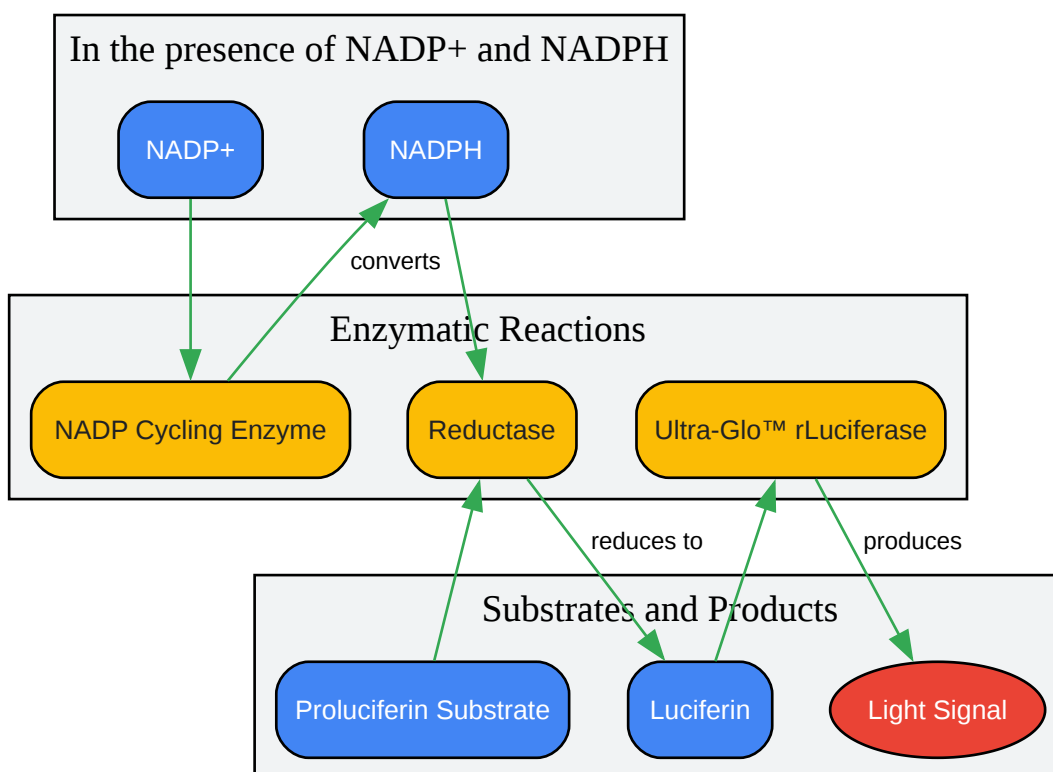 In the presence of NADP+ and NADPH
NADP+
NADPH
converts
Enzymatic Reactions
NADP Cycling Enzyme
Reductase
Ultra-Glo™ rLuciferase
reduces to
produces
Substrates and Products
Proluciferin Substrate
Luciferin
Light Signal